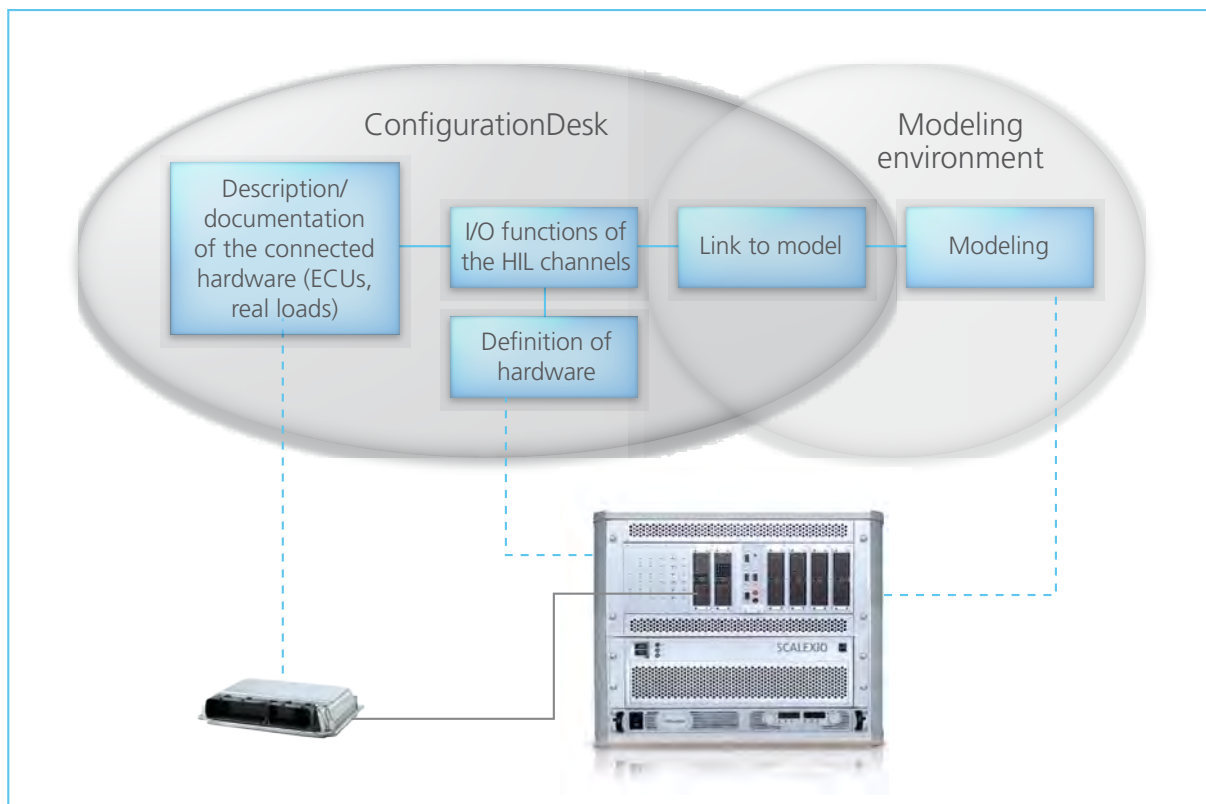 ConfigurationDesk
Modeling
environment
Description/
documentation
of the connected
hardware (ECUs,
real loads)
I/O functions of
the HIL channels
Link to model
Modeling
Definition of
hardware
SCALEXIO